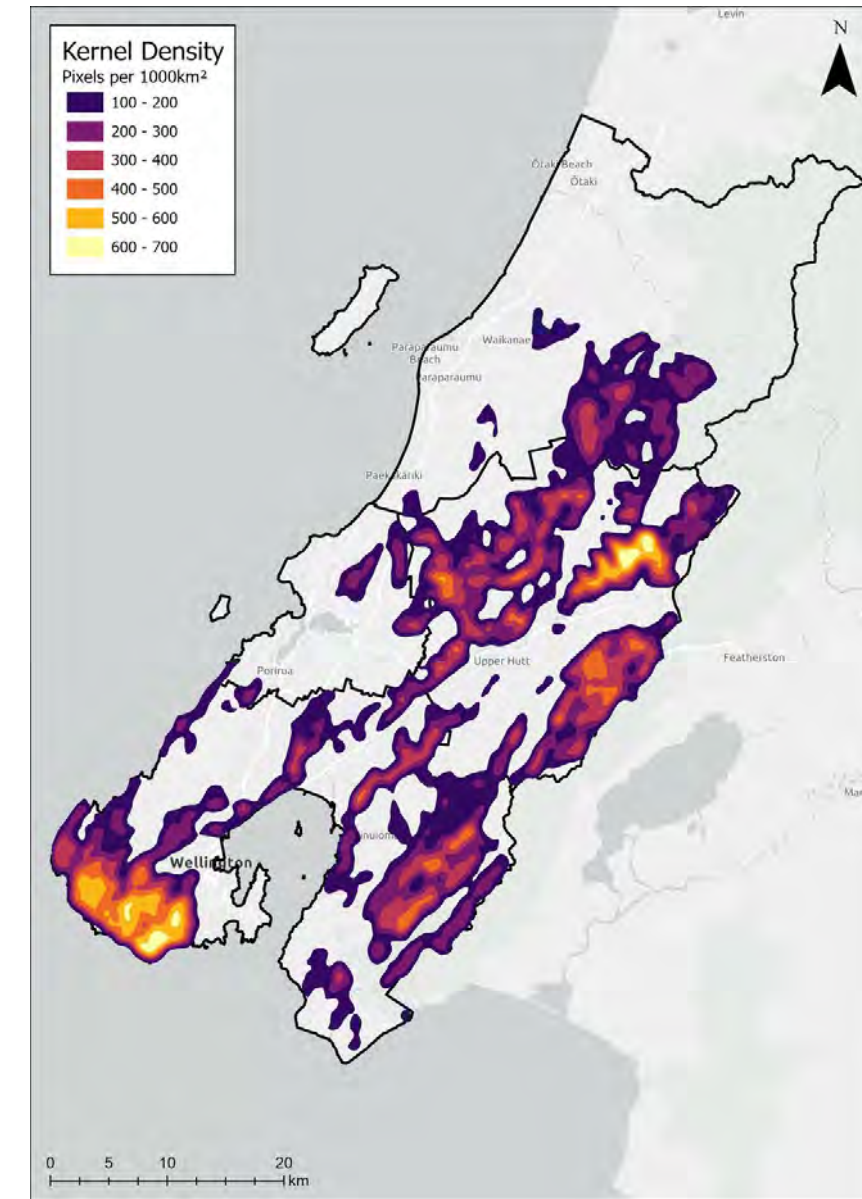 Kernel Density
Pixels per 1000km²
100 - 200
200 - 300
300 - 400
400 - 500
500 - 600
600 - 700
Levin
N
Ōtaki Beach
Ōtaki
Waikanae
Paraparaumu
Beach
Paraparaumu
Paekākāriki
Porirua
Upper Hutt
Featherston
Wellington
0 5 10 20
km